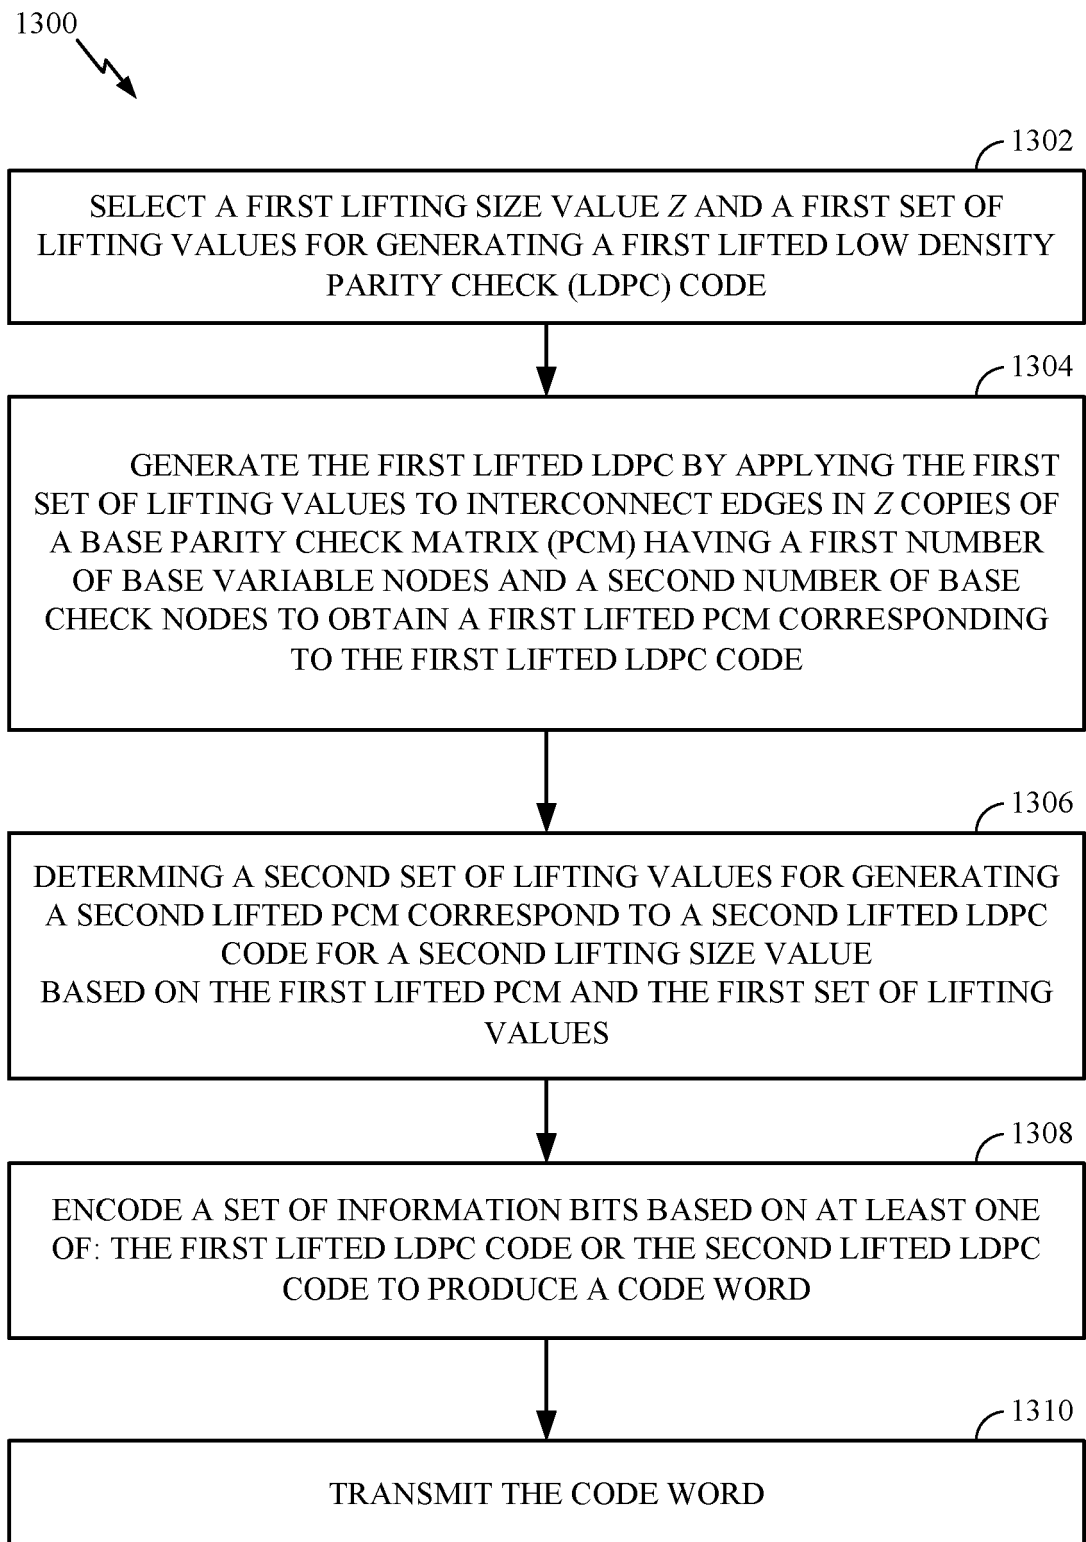 1300
1302
SELECT A FIRST LIFTING SIZE VALUE Z AND A FIRST SET OF
LIFTING VALUES FOR GENERATING A FIRST LIFTED LOW DENSITY
PARITY CHECK (LDPC) CODE
1304
GENERATE THE FIRST LIFTED LDPC BY APPLYING THE FIRST
SET OF LIFTING VALUES TO INTERCONNECT EDGES IN Z COPIES OF
A BASE PARITY CHECK MATRIX (PCM) HAVING A FIRST NUMBER
OF BASE VARIABLE NODES AND A SECOND NUMBER OF BASE
CHECK NODES TO OBTAIN A FIRST LIFTED PCM CORRESPONDING
TO THE FIRST LIFTED LDPC CODE
1306
DETERMING A SECOND SET OF LIFTING VALUES FOR GENERATING
A SECOND LIFTED PCM CORRESPOND TO A SECOND LIFTED LDPC
CODE FOR A SECOND LIFTING SIZE VALUE
BASED ON THE FIRST LIFTED PCM AND THE FIRST SET OF LIFTING
VALUES
1308
ENCODE A SET OF INFORMATION BITS BASED ON AT LEAST ONE
OF: THE FIRST LIFTED LDPC CODE OR THE SECOND LIFTED LDPC
CODE TO PRODUCE A CODE WORD
1310
TRANSMIT THE CODE WORD